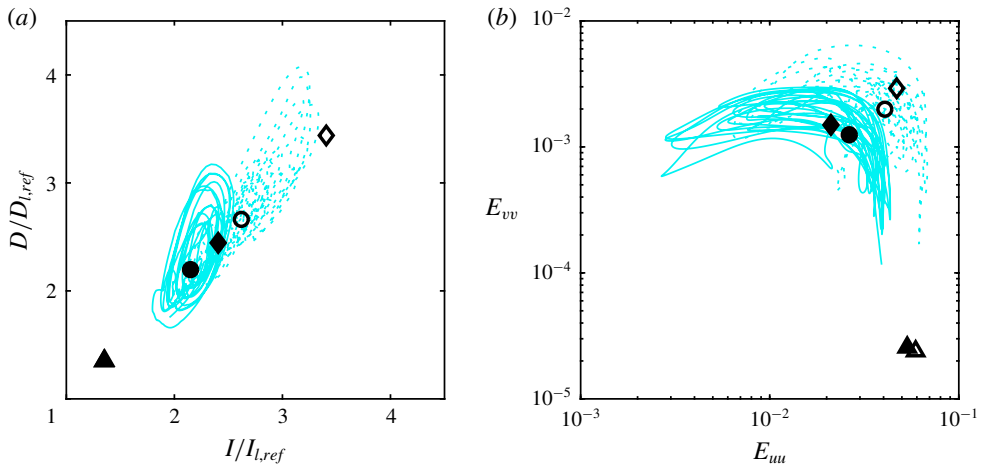 (a)
4
3
2
1
2
3
4
D/D_{l,ref}
I/I_{l,ref}
(b)
10^{-2}
10^{-3}
10^{-4}
10^{-5}
10^{-3}
10^{-2}
10^{-1}
E_{vv}
E_{uu}